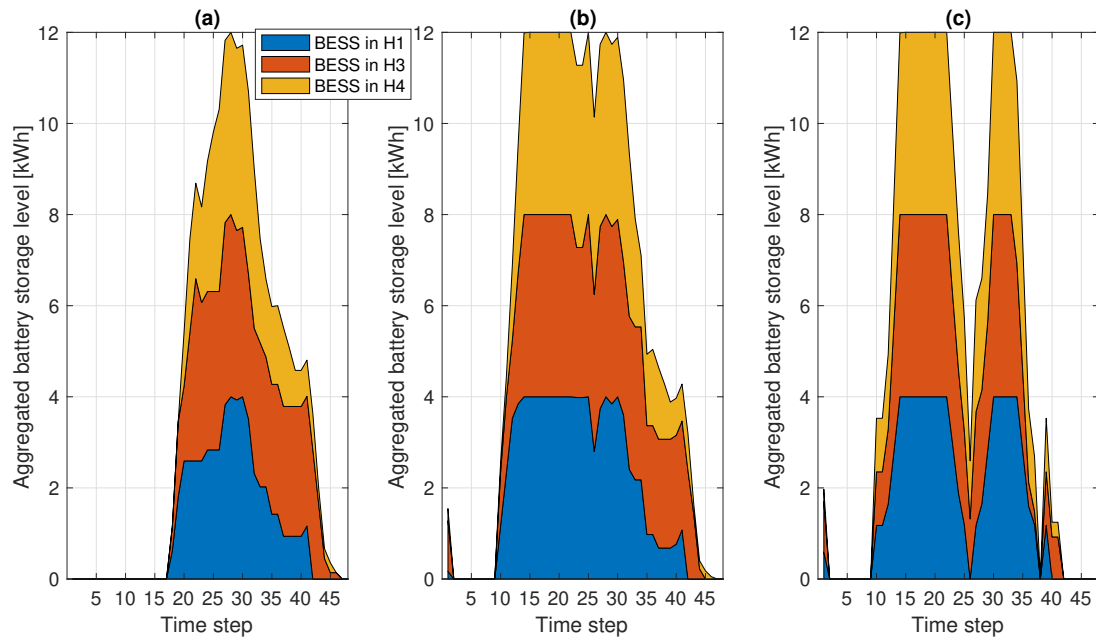 (a)
(b)
(c)
BESS in H1
BESS in H3
BESS in H4
Aggregated battery storage level [kWh]
12
10
8
6
4
2
0
5 10 15 20 25 30 35 40 45
Time step
Aggregated battery storage level [kWh]
12
10
8
6
4
2
0
5 10 15 20 25 30 35 40 45
Time step
Aggregated battery storage level [kWh]
12
10
8
6
4
2
0
5 10 15 20 25 30 35 40 45
Time step